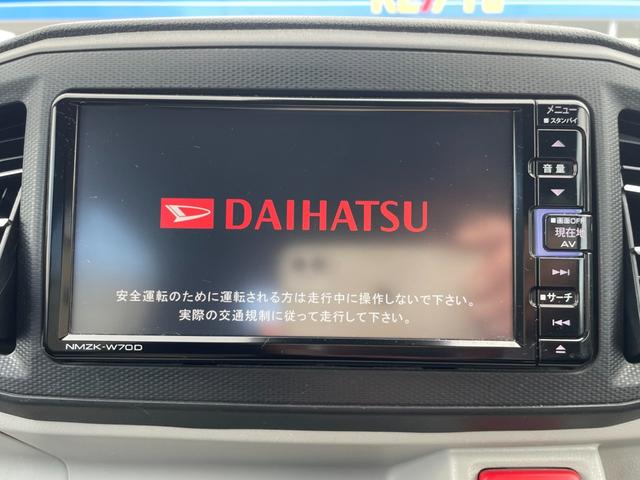 DAIHATSU
安全運転のために運転される方は走行中に操作しないで下さい。
実際の交通規制に従って走行して下さい。
NMZK-W70D
メニュー
■スタンバイ
音量
■画面OFF
現在地
AV
■サーチ